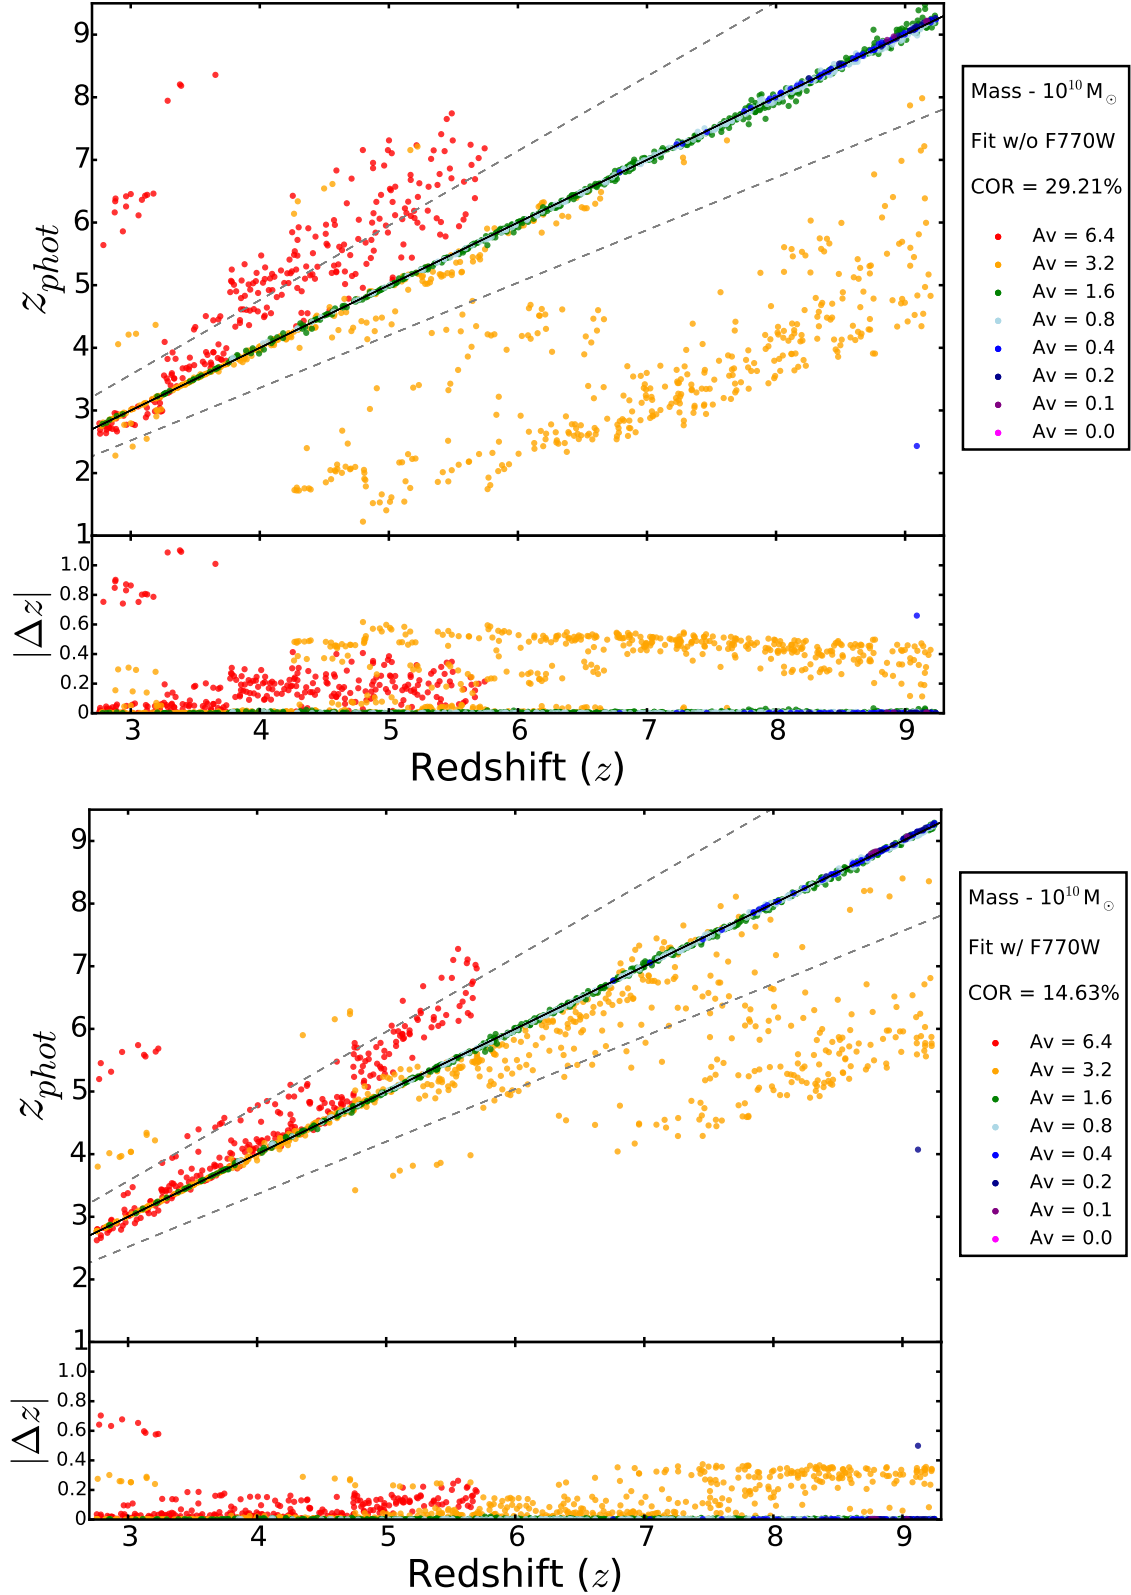 9
8
7
6
5
4
3
2
1
z_phot
Mass - 10^10 M_⊙
Fit w/o F770W
COR = 29.21%
Av = 6.4
Av = 3.2
Av = 1.6
Av = 0.8
Av = 0.4
Av = 0.2
Av = 0.1
Av = 0.0
1
1.0
0.8
0.6
0.4
0.2
0
|Δz|
3 4 5 6 7 8 9
Redshift (z)
9
8
7
6
5
4
3
2
1
z_phot
Mass - 10^10 M_⊙
Fit w/ F770W
COR = 14.63%
Av = 6.4
Av = 3.2
Av = 1.6
Av = 0.8
Av = 0.4
Av = 0.2
Av = 0.1
Av = 0.0
1.0
0.8
0.6
0.4
0.2
0
|Δz|
3 4 5 6 7 8 9
Redshift (z)